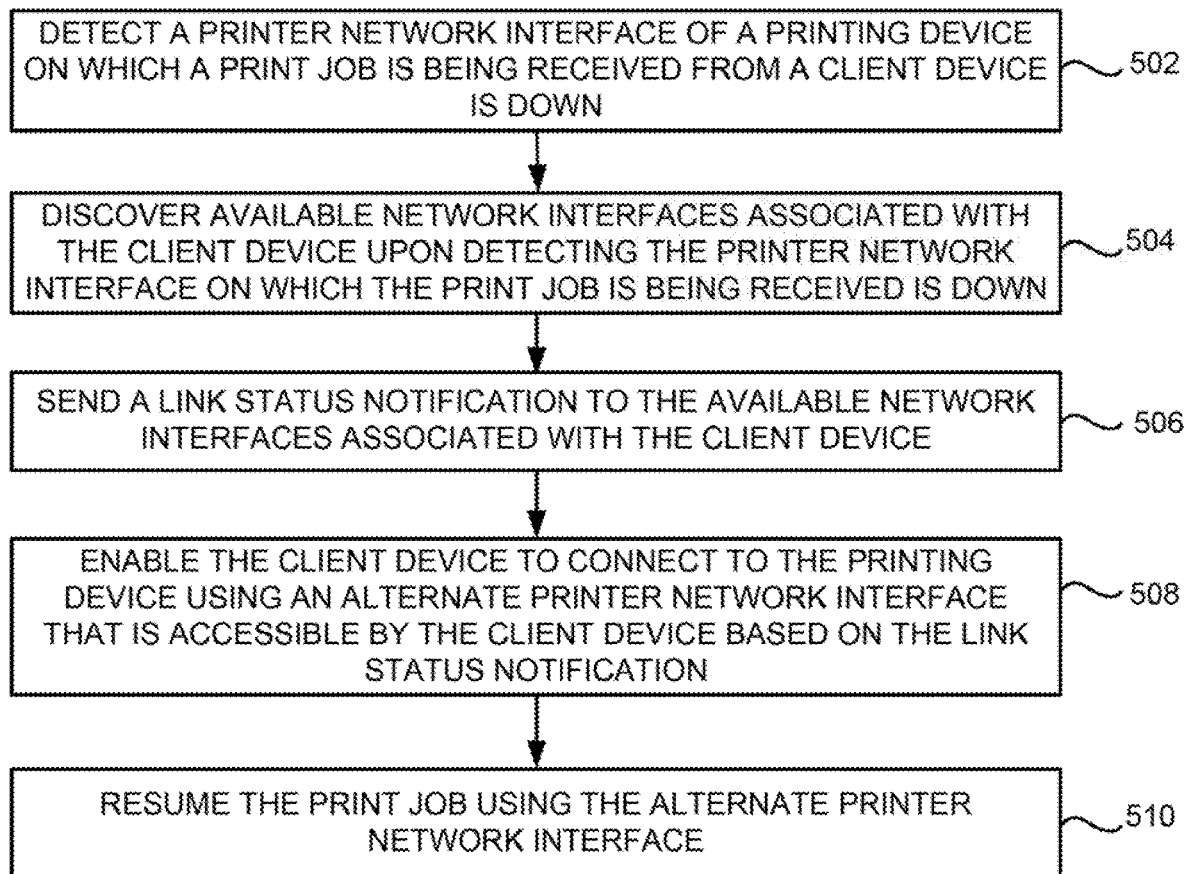 DETECT A PRINTER NETWORK INTERFACE OF A PRINTING DEVICE
ON WHICH A PRINT JOB IS BEING RECEIVED FROM A CLIENT DEVICE
IS DOWN
502
DISCOVER AVAILABLE NETWORK INTERFACES ASSOCIATED WITH
THE CLIENT DEVICE UPON DETECTING THE PRINTER NETWORK
INTERFACE ON WHICH THE PRINT JOB IS BEING RECEIVED IS DOWN
504
SEND A LINK STATUS NOTIFICATION TO THE AVAILABLE NETWORK
INTERFACES ASSOCIATED WITH THE CLIENT DEVICE
506
ENABLE THE CLIENT DEVICE TO CONNECT TO THE PRINTING
DEVICE USING AN ALTERNATE PRINTER NETWORK INTERFACE
THAT IS ACCESSIBLE BY THE CLIENT DEVICE BASED ON THE LINK
STATUS NOTIFICATION
508
RESUME THE PRINT JOB USING THE ALTERNATE PRINTER
NETWORK INTERFACE
510